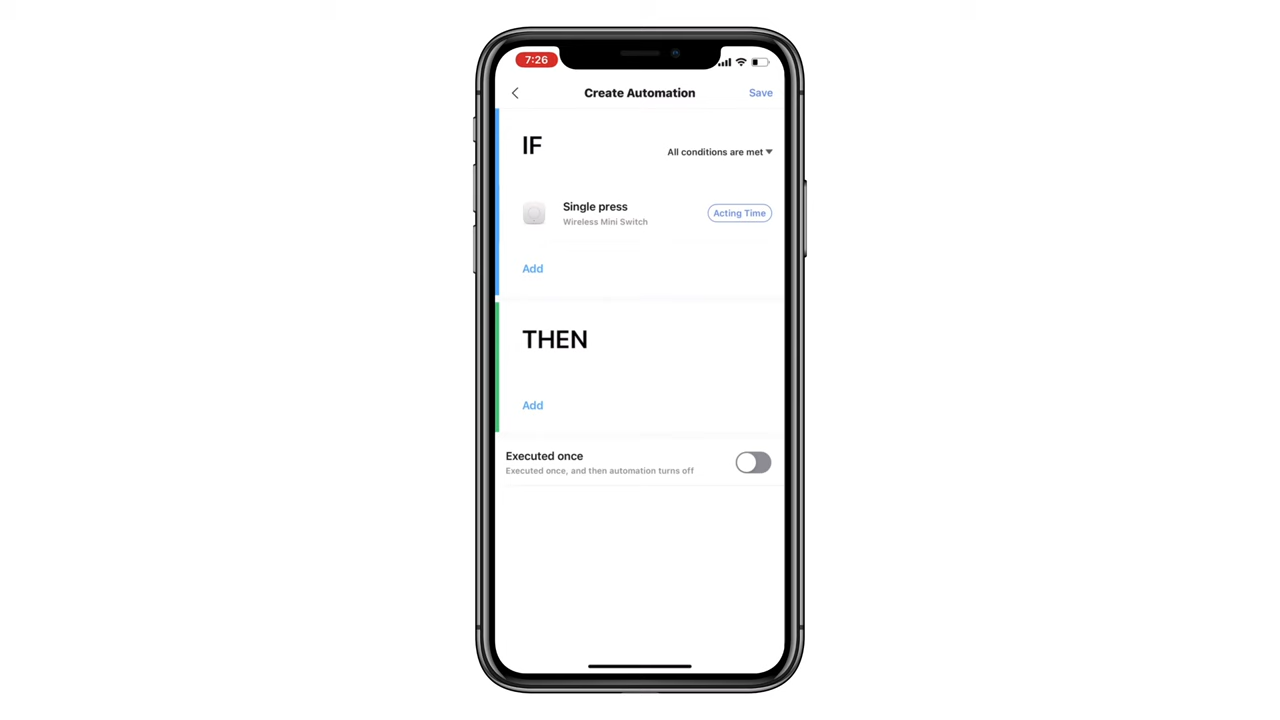 7:26
Create Automation
Save
IF
All conditions are met
Single press
Wireless Mini Switch
Acting Time
Add
THEN
Add
Executed once
Executed once, and then automation turns off